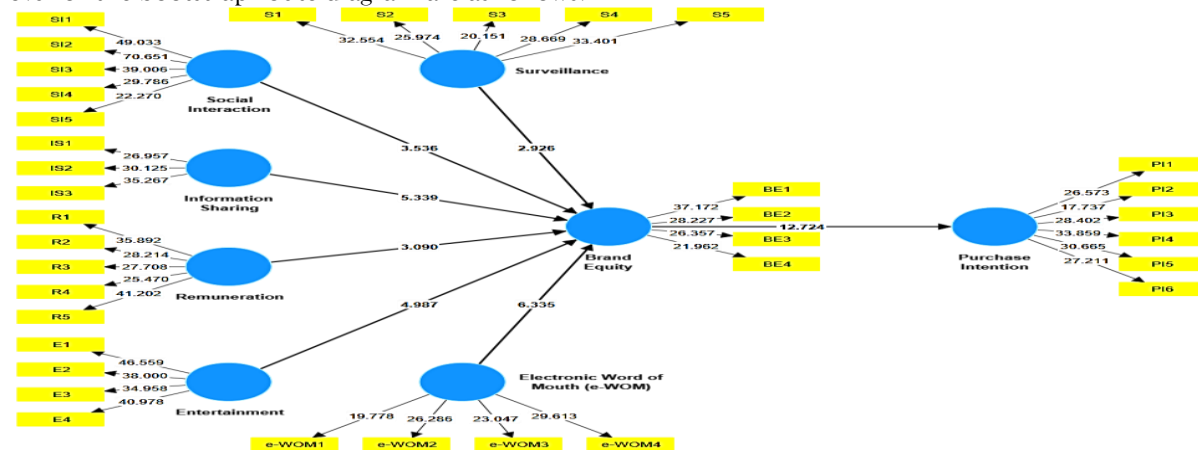 SI1
SI2
SI3
SI4
SI5
49.033
70.651
39.006
29.786
22.270
Social
Interaction
S1
S2
S3
S4
S5
32.554
25.974
20.151
28.669
33.401
Surveillance
IS1
IS2
IS3
26.957
30.125
35.267
Information
Sharing
R1
R2
R3
R4
R5
35.892
28.214
27.708
25.470
41.202
Remuneration
E1
E2
E3
E4
46.559
38.000
34.958
40.978
Entertainment
3.536
2.926
5.339
3.090
4.987
6.335
Brand
Equity
BE1
BE2
BE3
BE4
37.172
28.227
26.357
21.962
12.724
Electronic Word of
Mouth (e-WOM)
19.778
26.286
23.047
29.613
e-WOM1
e-WOM2
e-WOM3
e-WOM4
Purchase
Intention
26.573
17.737
28.402
33.859
30.665
27.211
PI1
PI2
PI3
PI4
PI5
PI6